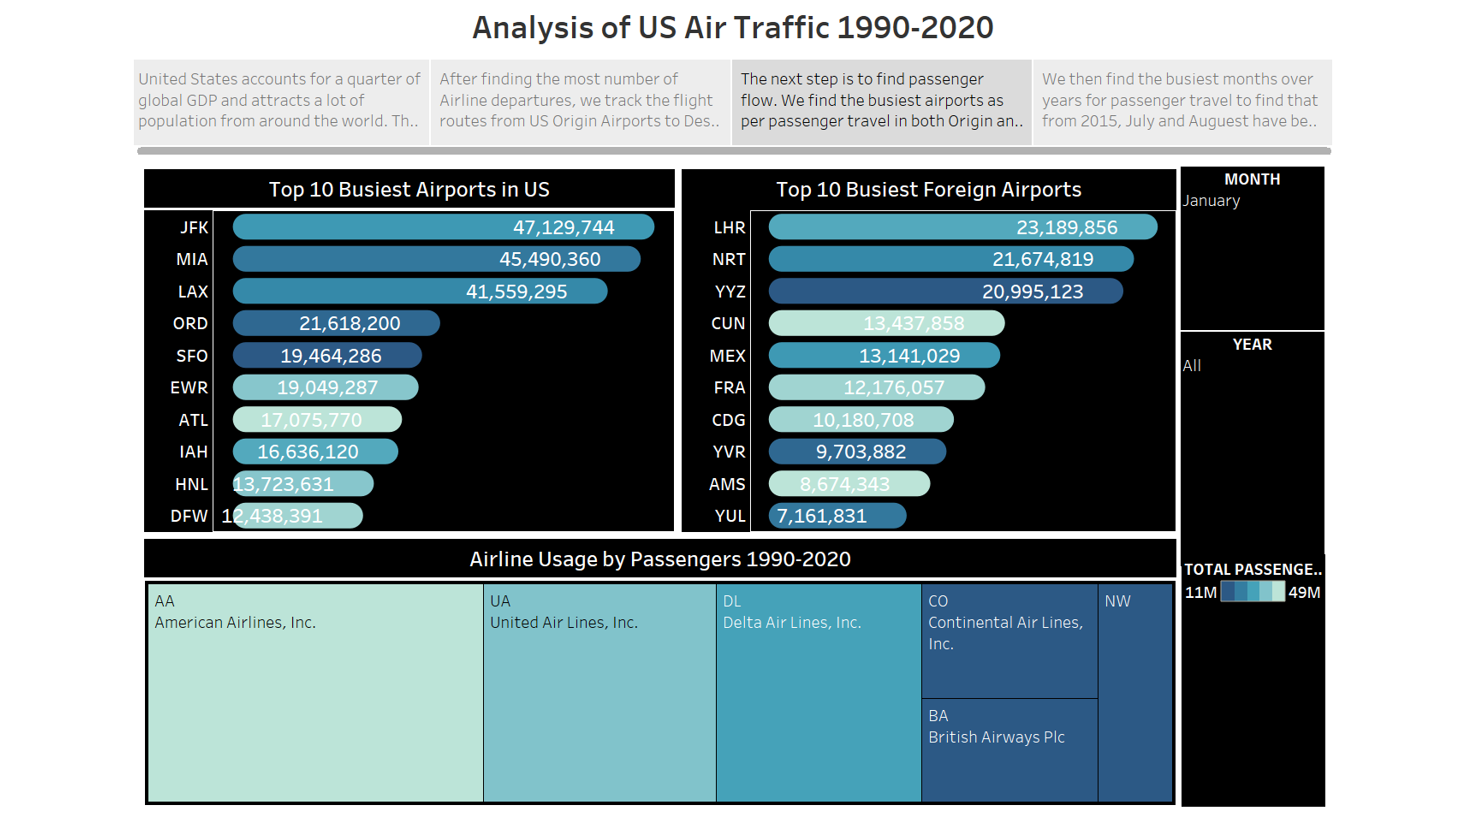 Analysis of US Air Traffic 1990-2020
United States accounts for a quarter of
global GDP and attracts a lot of
population from around the world. Th..
After finding the most number of
Airline departures, we track the flight
routes from US Origin Airports to Des..
The next step is to find passenger
flow. We find the busiest airports as
per passenger travel in both Origin an..
We then find the busiest months over
years for passenger travel to find that
from 2015, July and Auguest have be..
Top 10 Busiest Airports in US
JFK 47,129,744
MIA 45,490,360
LAX 41,559,295
ORD 21,618,200
SFO 19,464,286
EWR 19,049,287
ATL 17,075,770
IAH 16,636,120
HNL 13,723,631
DFW 12,438,391
Top 10 Busiest Foreign Airports
LHR 23,189,856
NRT 21,674,819
YYZ 20,995,123
CUN 13,437,858
MEX 13,141,029
FRA 12,176,057
CDG 10,180,708
YVR 9,703,882
AMS 8,674,343
YUL 7,161,831
MONTH
January
YEAR
All
TOTAL PASSENGE..
11M 49M
Airline Usage by Passengers 1990-2020
AA
American Airlines, Inc.
UA
United Air Lines, Inc.
DL
Delta Air Lines, Inc.
CO
Continental Air Lines,
Inc.
BA
British Airways Plc
NW